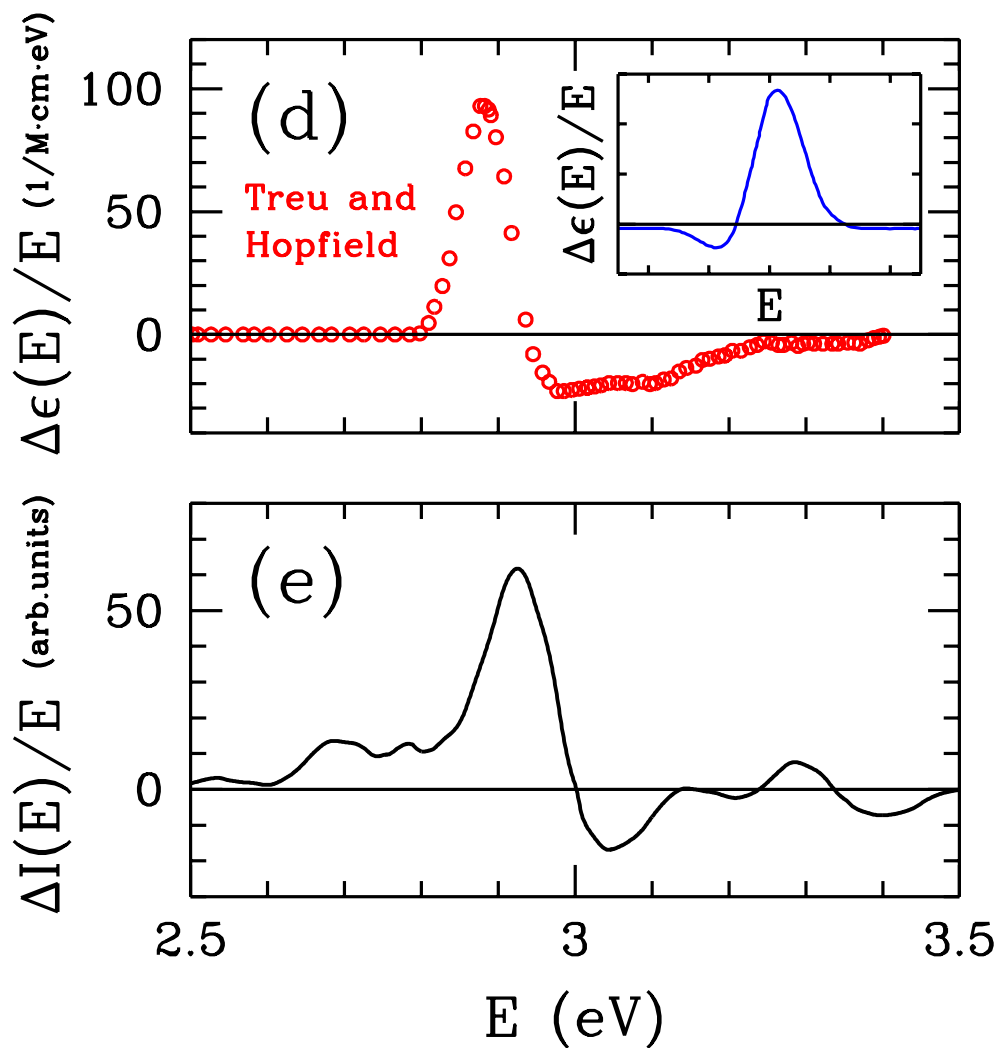 Δϵ(E)/E (1/M·cm·eV)
100
50
0
(d)
Treu and
Hopfield
Δϵ(E)/E
E
ΔI(E)/E (arb.units)
50
0
(e)
2.5
3
3.5
E (eV)